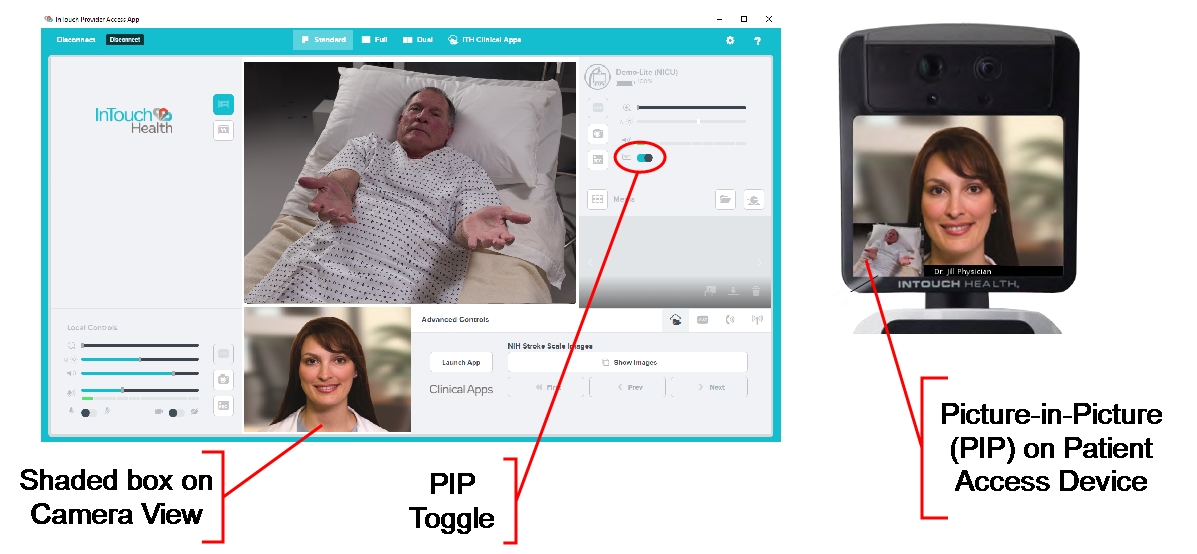 InTouch Provider Access App
Disconnect
Disconnect
Standard
Full
Dual
ITH Clinical Apps
?
InTouch
Health
Demo-Lite (NICU)
100%
Media
Local Controls
Advanced Controls
NIH Stroke Scale Images
Launch App
Show Images
Clinical Apps
First
Prev
Next
Dr. Jill Physician
INTOUCH HEALTH
Shaded box on
Camera View
PIP
Toggle
Picture-in-Picture
(PIP) on Patient
Access Device